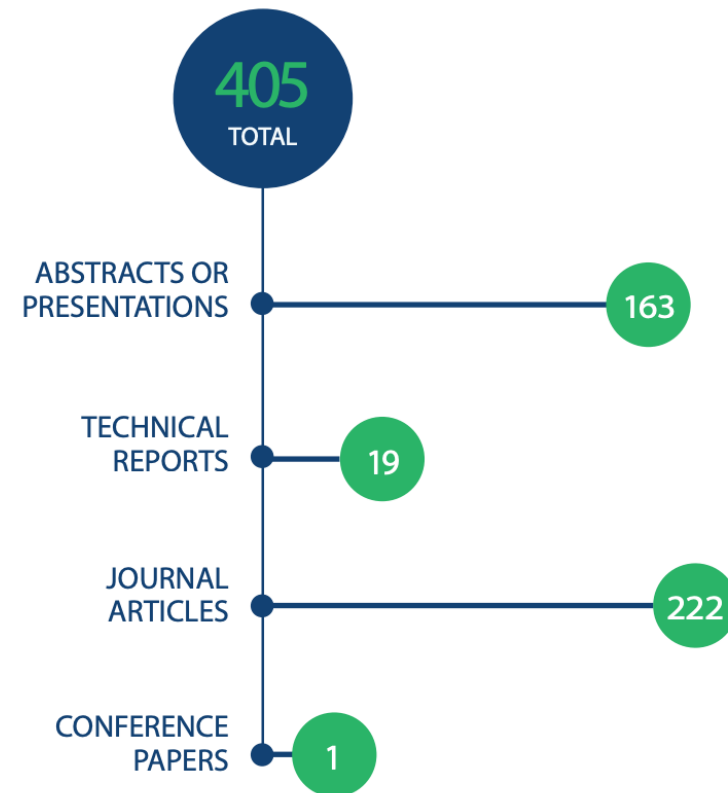 405
TOTAL
ABSTRACTS OR
PRESENTATIONS
163
TECHNICAL
REPORTS
19
JOURNAL
ARTICLES
222
CONFERENCE
PAPERS
1